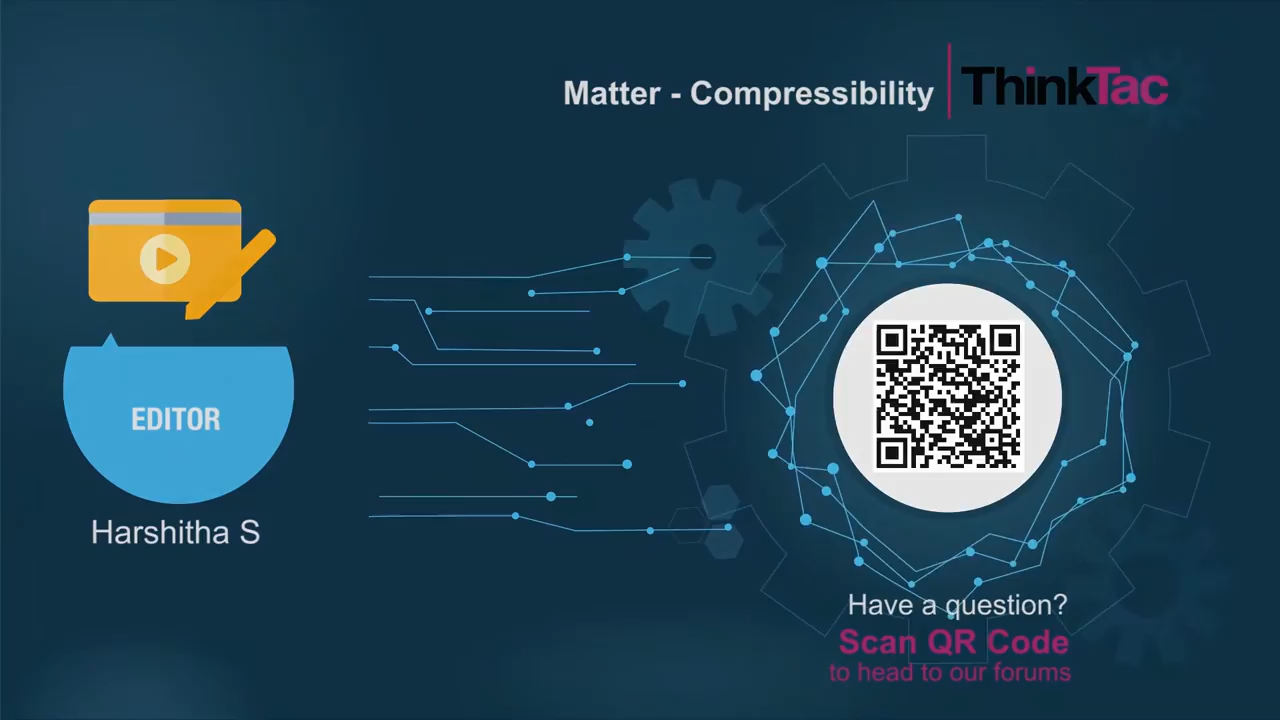 Matter - Compressibility
ThinkTac
EDITOR
Harshitha S
Have a question?
Scan QR Code
to head to our forums